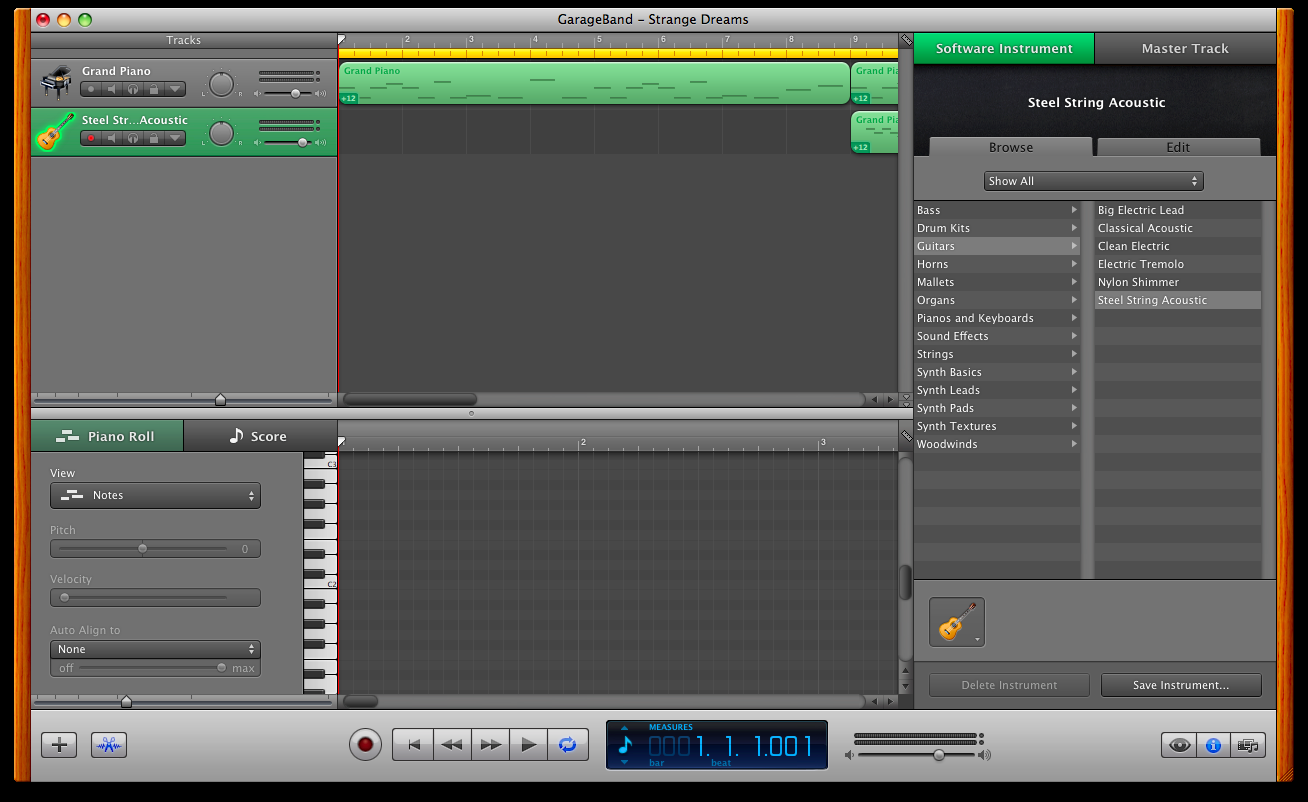 GarageBand – Strange Dreams
Tracks
2 3 4 5 6 7 8 9
Software Instrument
Master Track
Grand Piano
L R
Grand Piano
+12
Grand Pia
+12
Steel Str...Acoustic
L R
Grand Pia
+12
Steel String Acoustic
Browse
Edit
Show All
Bass
Drum Kits
Guitars
Horns
Mallets
Organs
Pianos and Keyboards
Sound Effects
Strings
Synth Basics
Synth Leads
Synth Pads
Synth Textures
Woodwinds
Big Electric Lead
Classical Acoustic
Clean Electric
Electric Tremolo
Nylon Shimmer
Steel String Acoustic
Piano Roll
Score
2 3
View
Notes
Pitch
0
Velocity
Auto Align to
None
off max
C3
C2
Delete Instrument
Save Instrument...
MEASURES
1. 1. 1.001
bar beat